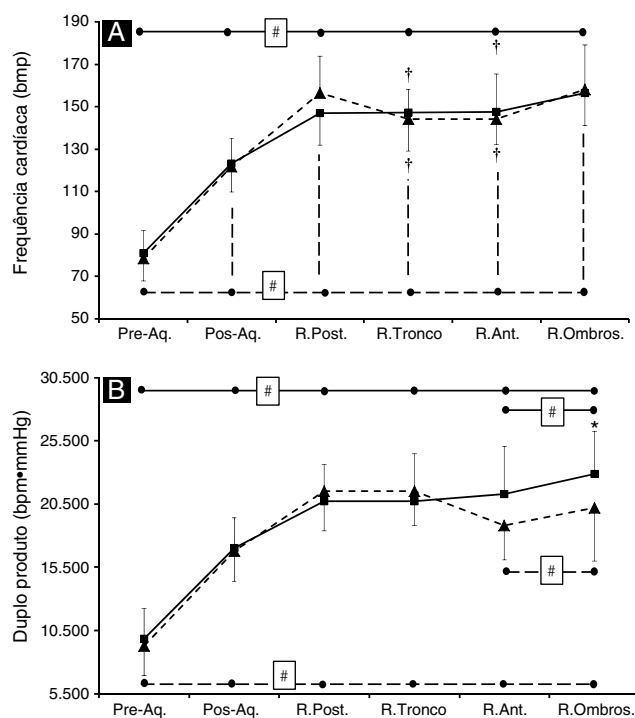 A
Frequência cardíaca (bmp)
190
170
150
130
110
90
70
50
#
†
†
†
†
#
Pre-Aq.
Pos-Aq.
R.Post.
R.Tronco
R.Ant.
R.Ombros.
B
Duplo produto (bpm•mmHg)
30.500
25.500
20.500
15.500
10.500
5.500
#
#
*
#
#
Pre-Aq.
Pos-Aq.
R.Post.
R.Tronco
R.Ant.
R.Ombros.